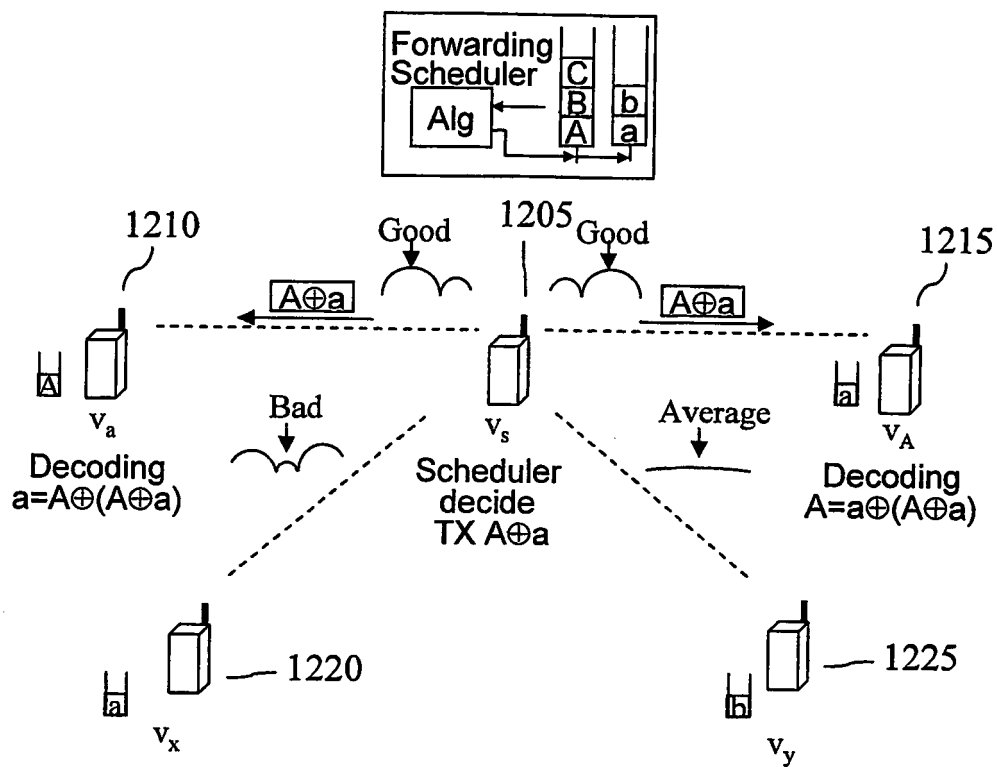 Forwarding
Scheduler
Alg
C
B
A
b
a
1210
Good
1205
Good
1215
A⊕a
A⊕a
A
a
v_a
Bad
v_s
Average
v_A
Decoding
a=A⊕(A⊕a)
Scheduler
decide
TX A⊕a
Decoding
A=a⊕(A⊕a)
1220
1225
a
b
v_x
v_y